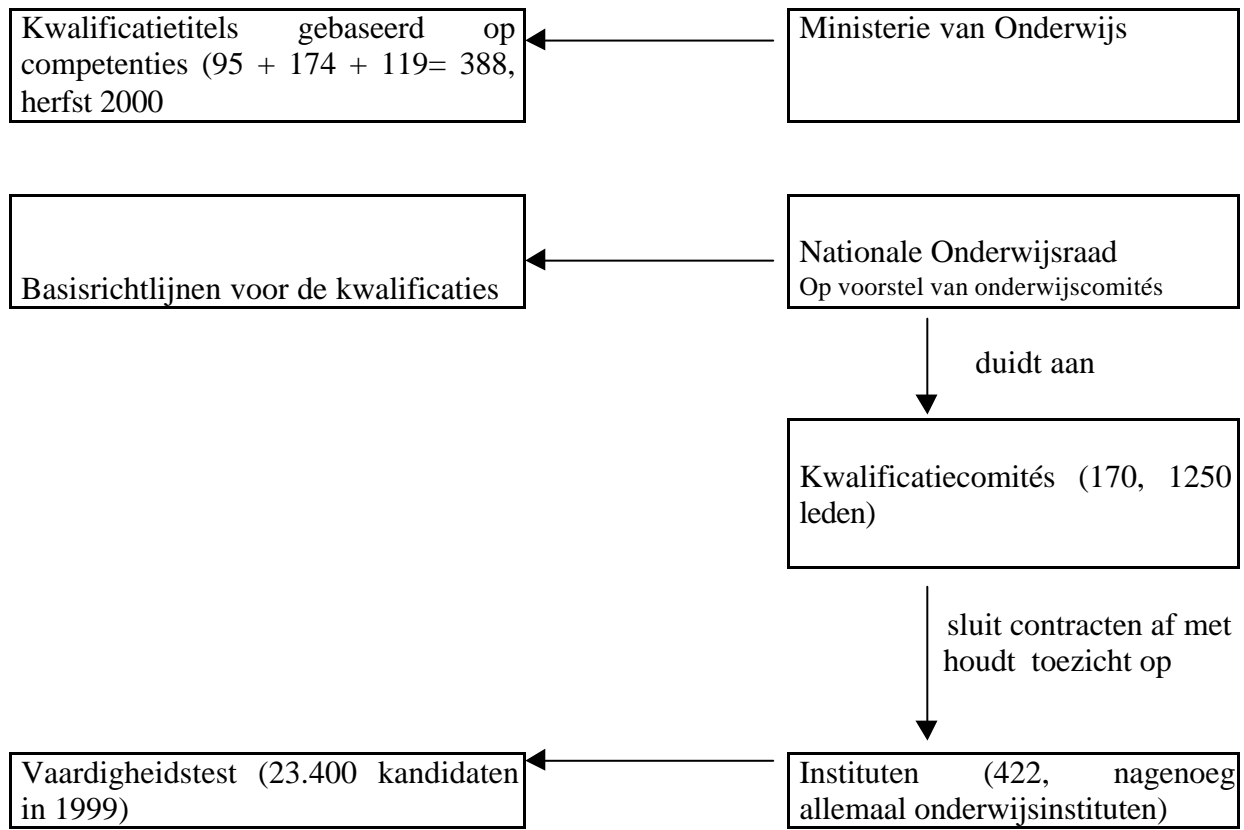 Kwalificatietitels gebaseerd op
competenties (95 + 174 + 119= 388,
herfst 2000
Ministerie van Onderwijs
Basisrichtlijnen voor de kwalificaties
Nationale Onderwijsraad
Op voorstel van onderwijscomités
duidt aan
Kwalificatiecomités (170, 1250
leden)
sluit contracten af met
houdt toezicht op
Vaardigheidstest (23.400 kandidaten
in 1999)
Instituten (422, nagenoeg
allemaal onderwijsinstituten)